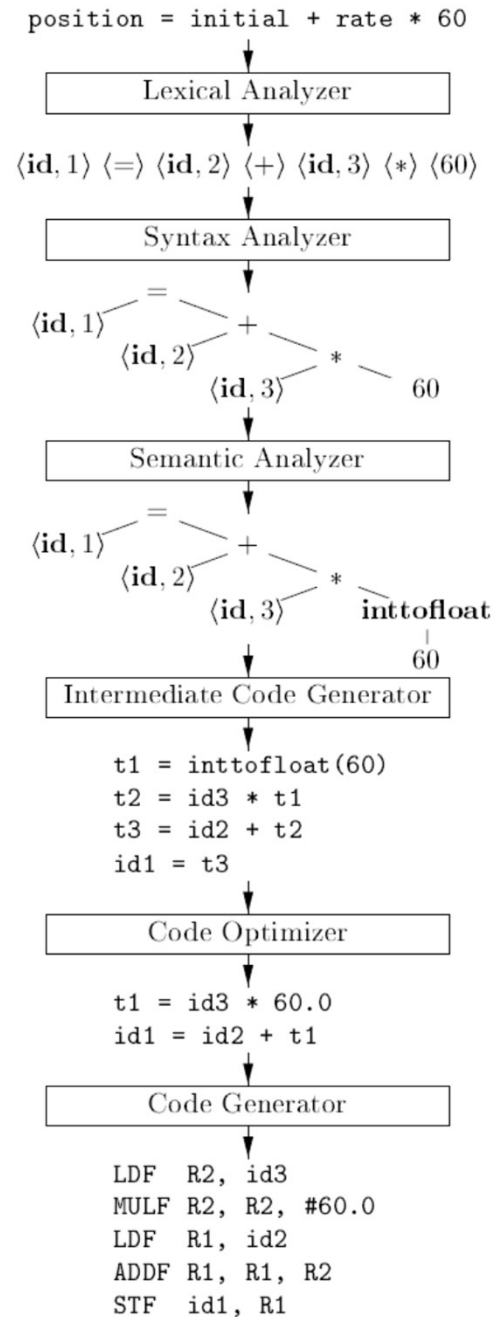 position = initial + rate * 60
Lexical Analyzer
⟨id, 1⟩ ⟨=⟩ ⟨id, 2⟩ ⟨+⟩ ⟨id, 3⟩ ⟨*⟩ ⟨60⟩
Syntax Analyzer
=
⟨id, 1⟩ +
⟨id, 2⟩ *
⟨id, 3⟩ 60
Semantic Analyzer
=
⟨id, 1⟩ +
⟨id, 2⟩ *
⟨id, 3⟩ inttofloat
60
Intermediate Code Generator
t1 = inttofloat(60)
t2 = id3 * t1
t3 = id2 + t2
id1 = t3
Code Optimizer
t1 = id3 * 60.0
id1 = id2 + t1
Code Generator
LDF R2, id3
MULF R2, R2, #60.0
LDF R1, id2
ADDF R1, R1, R2
STF id1, R1